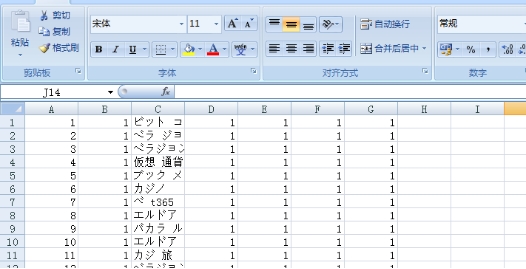 剪切
复制
格式刷
粘贴
剪贴板
宋体 11 A A
B I U A 変
字体
自动换行
合并后居中
对齐方式
常规
% ,
数字
J14 fx
A B C D E F G H I
1 1 1 ビット コ 1 1 1 1
2 2 1 ベラ ジョ 1 1 1 1
3 3 1 ベラジョン 1 1 1 1
4 4 1 仮想 通貨 1 1 1 1
5 5 1 ブック メ 1 1 1 1
6 6 1 カジノ 1 1 1 1
7 7 1 ベ t365 1 1 1 1
8 8 1 エルドア 1 1 1 1
9 9 1 バカラ ル 1 1 1 1
10 10 1 エルドア 1 1 1 1
11 11 1 カジ 旅 1 1 1 1
12 12 1 ベラジョン 1 1 1 1